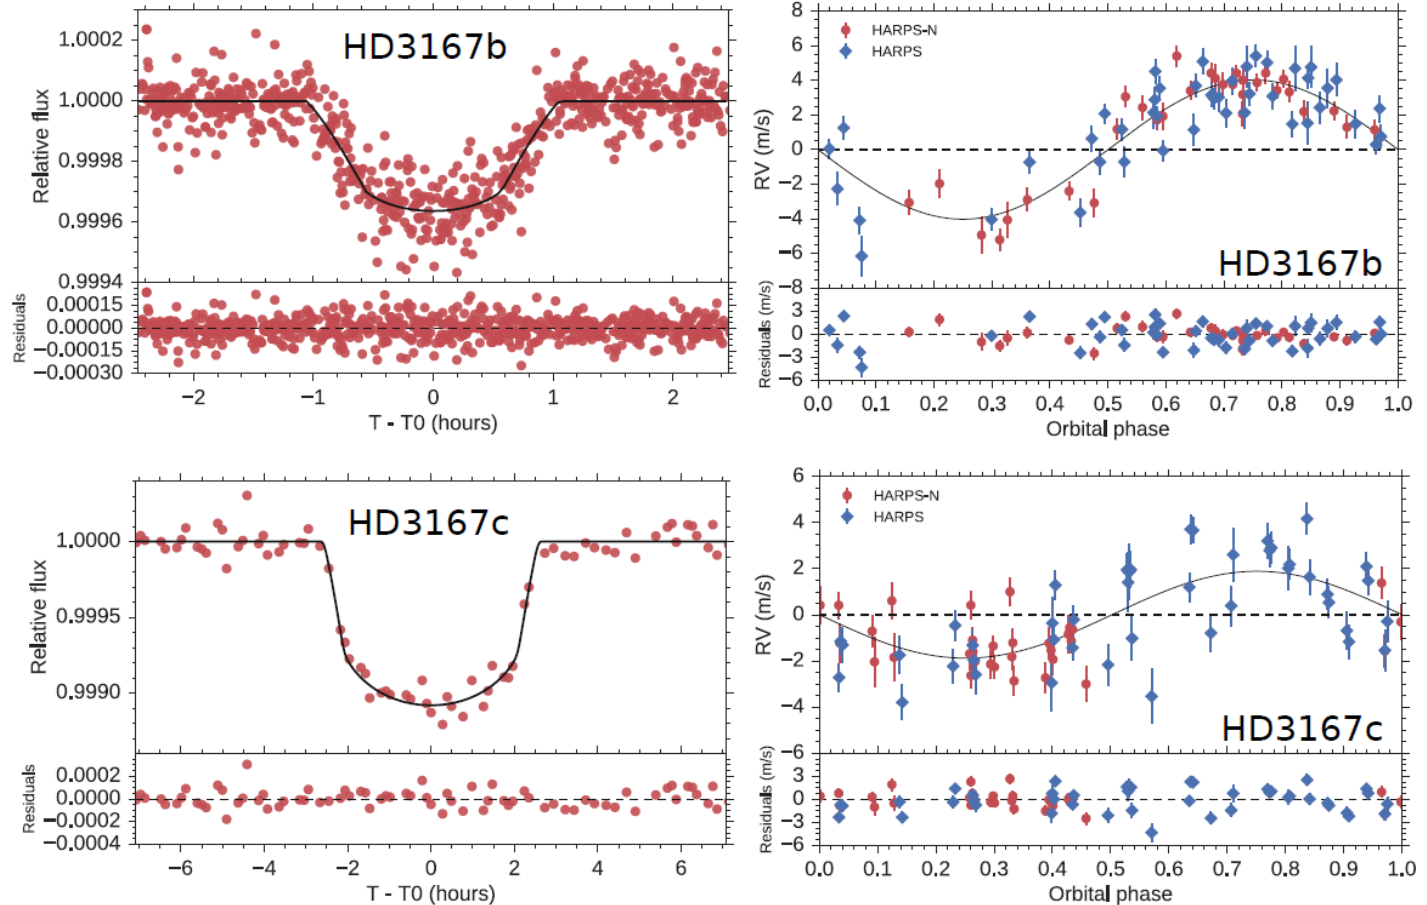 HD3167b
Relative flux
1.0002
1.0000
0.9998
0.9996
0.9994
Residuals
0.00015
0.00000
−0.00015
−0.00030
−2 −1 0 1 2
T - T0 (hours)
HARPS-N
HARPS
RV (m/s)
8
6
4
2
0
−2
−4
−6
−8
HD3167b
Residuals (m/s)
3
0
−3
−6
0.0 0.1 0.2 0.3 0.4 0.5 0.6 0.7 0.8 0.9 1.0
Orbital phase
HD3167c
Relative flux
1.0000
0.9995
0.9990
Residuals
0.0002
0.0000
−0.0002
−0.0004
−6 −4 −2 0 2 4 6
T - T0 (hours)
HARPS-N
HARPS
RV (m/s)
6
4
2
0
−2
−4
−6
HD3167c
Residuals (m/s)
3
0
−3
−6
0.0 0.1 0.2 0.3 0.4 0.5 0.6 0.7 0.8 0.9 1.0
Orbital phase